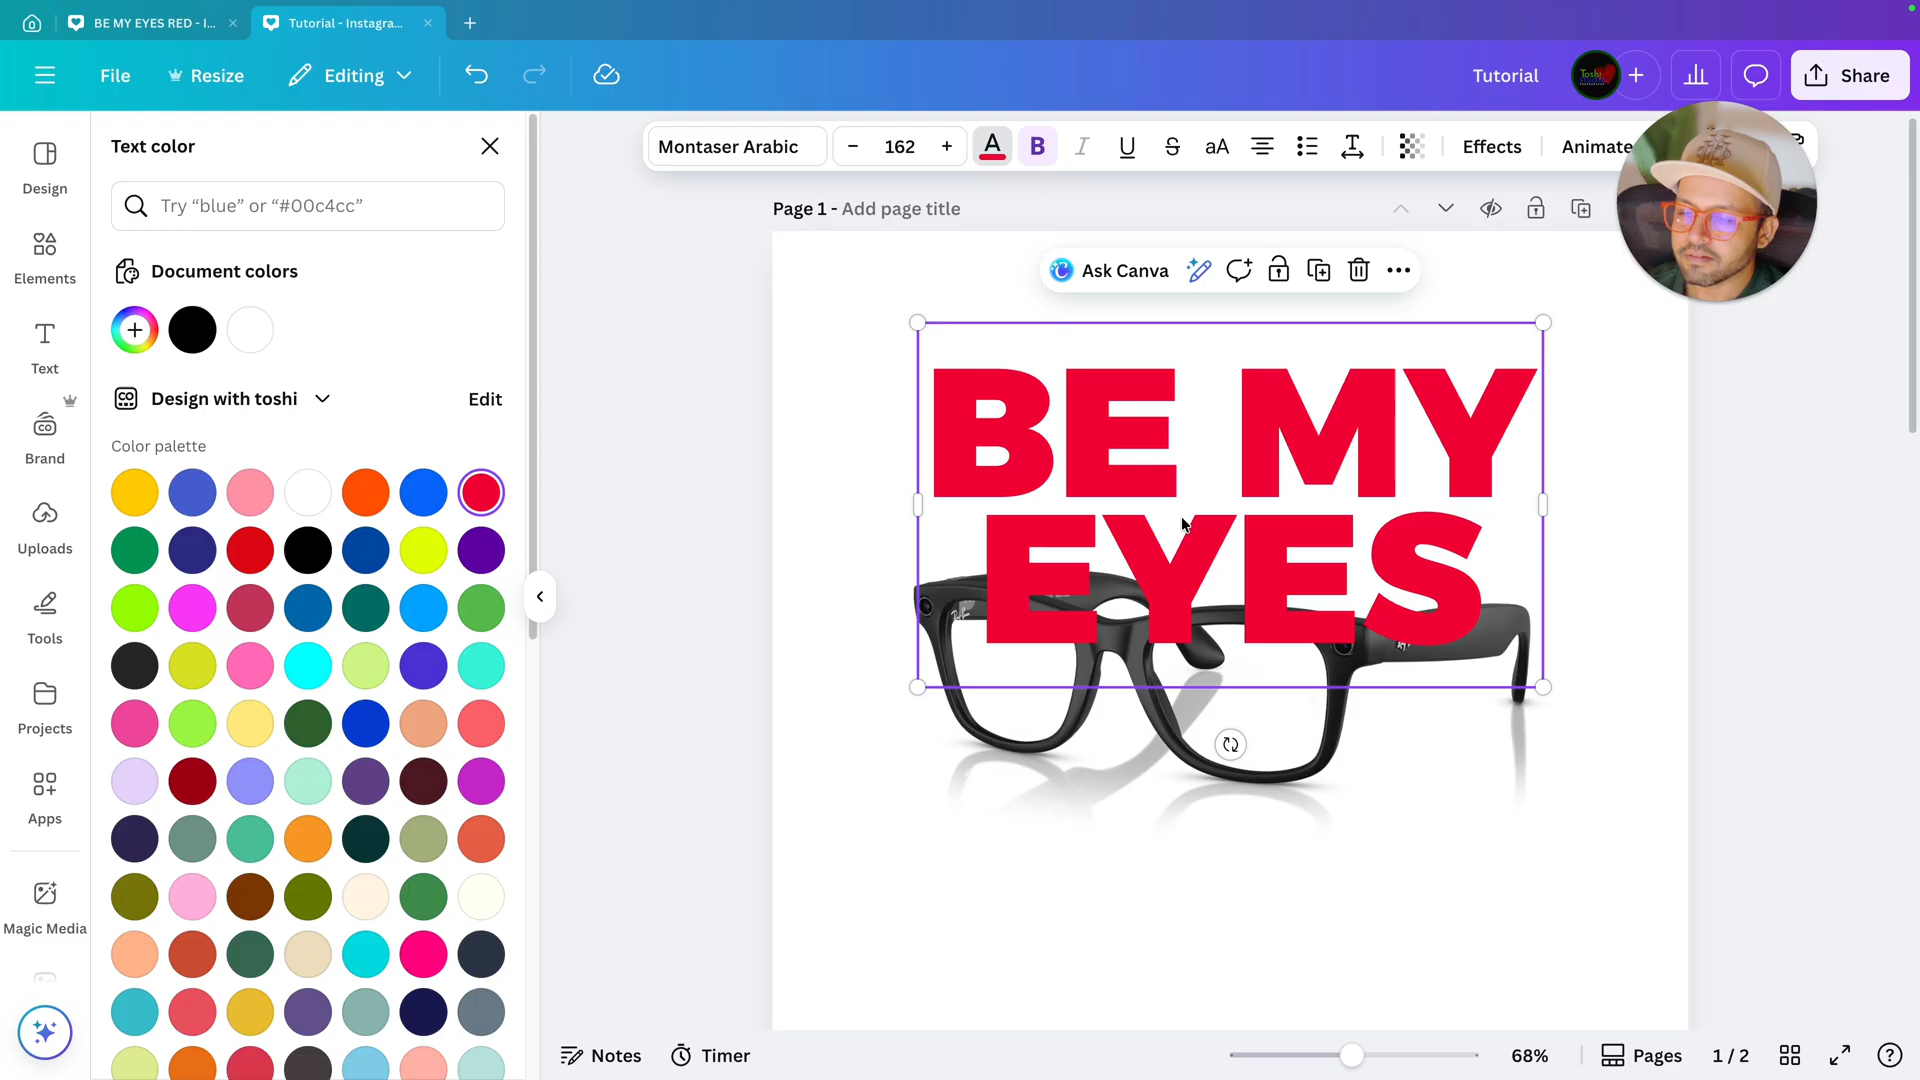 BE MY EYES RED - I...
Tutorial - Instagra...
File
Resize
Editing
Tutorial
Share
Design
Elements
Text
Brand
Uploads
Tools
Projects
Apps
Magic Media
Text color
Try “blue” or “#00c4cc”
Document colors
Design with toshi
Edit
Color palette
Montaser Arabic
162
A
B
I
U
S
aA
Effects
Animate
Page 1 - Add page title
Ask Canva
BE MY
EYES
Ray-Ban
Notes
Timer
68%
Pages
1 / 2